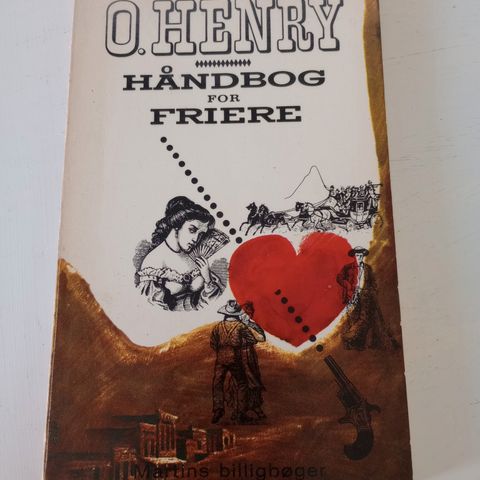 O.HENRY
HÅNDBOG
FOR
FRIERE
Martins billigbøger